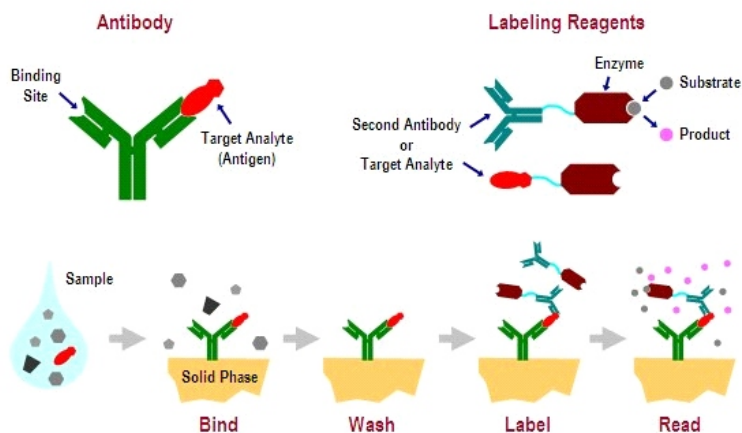 Antibody
Labeling Reagents
Binding
Site
Target Analyte
(Antigen)
Enzyme
Substrate
Product
Second Antibody
or
Target Analyte
Sample
Solid Phase
Bind
Wash
Label
Read